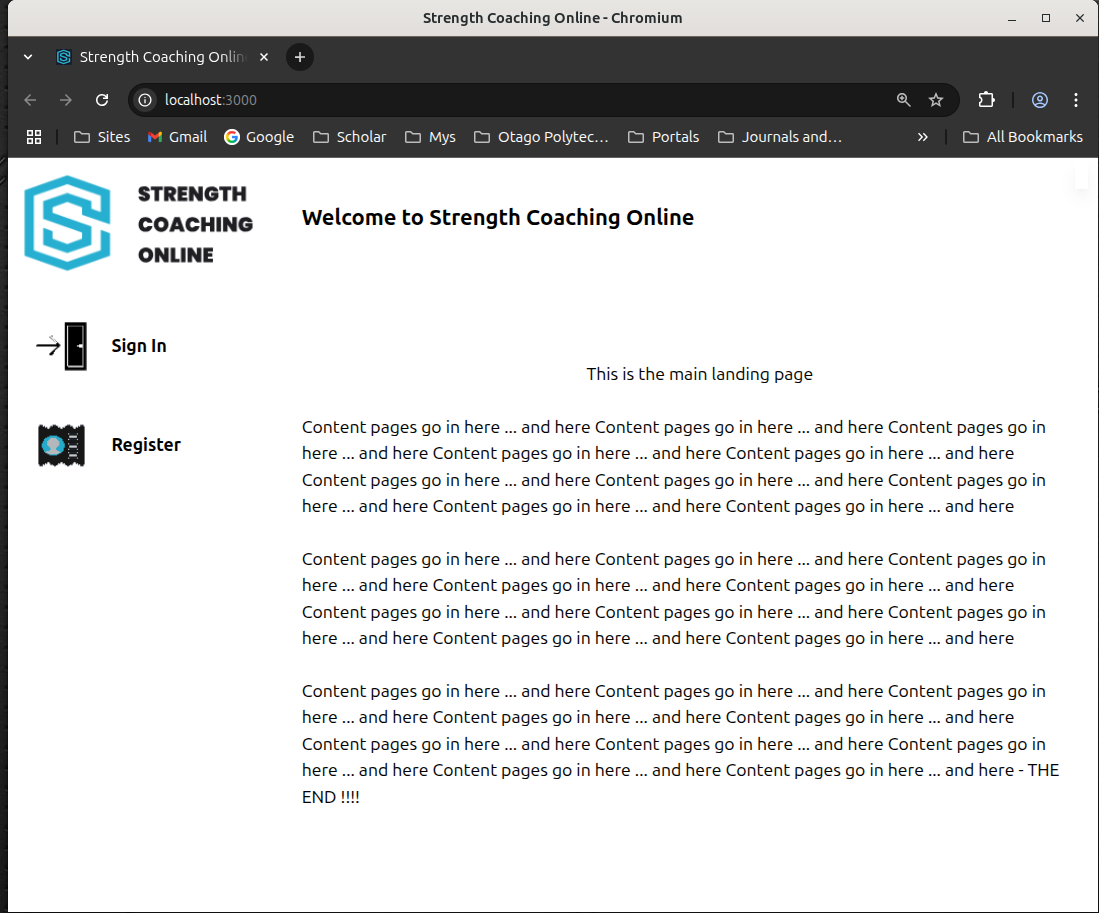 Strength Coaching Online - Chromium
Strength Coaching Onlin
localhost:3000
Sites Gmail Google Scholar Mys Otago Polytec… Portals Journals and… » All Bookmarks
STRENGTH
COACHING
ONLINE
Welcome to Strength Coaching Online
Sign In
Register
This is the main landing page
Content pages go in here ... and here Content pages go in here ... and here Content pages go in
here ... and here Content pages go in here ... and here Content pages go in here ... and here
Content pages go in here ... and here Content pages go in here ... and here Content pages go in
here ... and here Content pages go in here ... and here Content pages go in here ... and here
Content pages go in here ... and here Content pages go in here ... and here Content pages go in
here ... and here Content pages go in here ... and here Content pages go in here ... and here
Content pages go in here ... and here Content pages go in here ... and here Content pages go in
here ... and here Content pages go in here ... and here Content pages go in here ... and here
Content pages go in here ... and here Content pages go in here ... and here Content pages go in
here ... and here Content pages go in here ... and here Content pages go in here ... and here
Content pages go in here ... and here Content pages go in here ... and here Content pages go in
here ... and here Content pages go in here ... and here Content pages go in here ... and here - THE
END !!!!